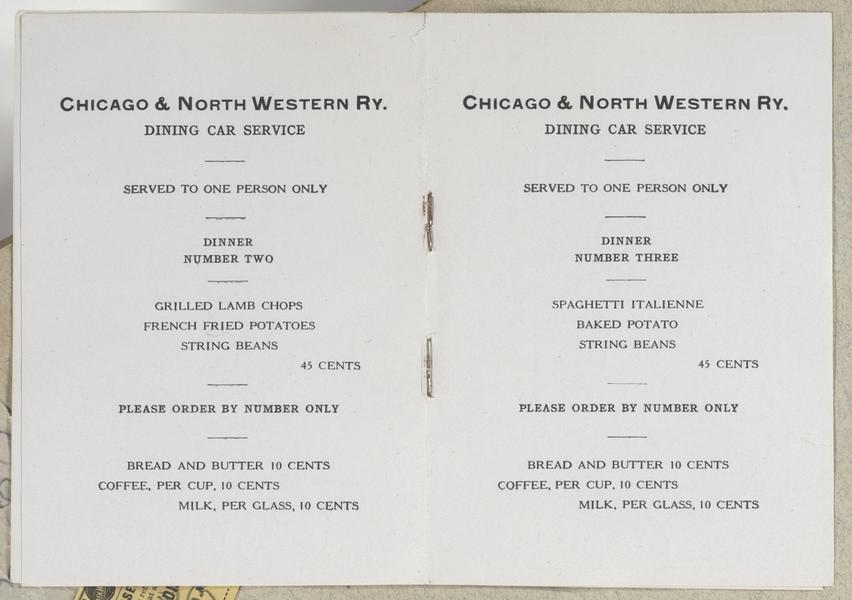 CHICAGO & NORTH WESTERN RY.
DINING CAR SERVICE
SERVED TO ONE PERSON ONLY
DINNER
NUMBER TWO
GRILLED LAMB CHOPS
FRENCH FRIED POTATOES
STRING BEANS
45 CENTS
PLEASE ORDER BY NUMBER ONLY
BREAD AND BUTTER 10 CENTS
COFFEE, PER CUP, 10 CENTS
MILK, PER GLASS, 10 CENTS
CHICAGO & NORTH WESTERN RY.
DINING CAR SERVICE
SERVED TO ONE PERSON ONLY
DINNER
NUMBER THREE
SPAGHETTI ITALIENNE
BAKED POTATO
STRING BEANS
45 CENTS
PLEASE ORDER BY NUMBER ONLY
BREAD AND BUTTER 10 CENTS
COFFEE, PER CUP, 10 CENTS
MILK, PER GLASS, 10 CENTS